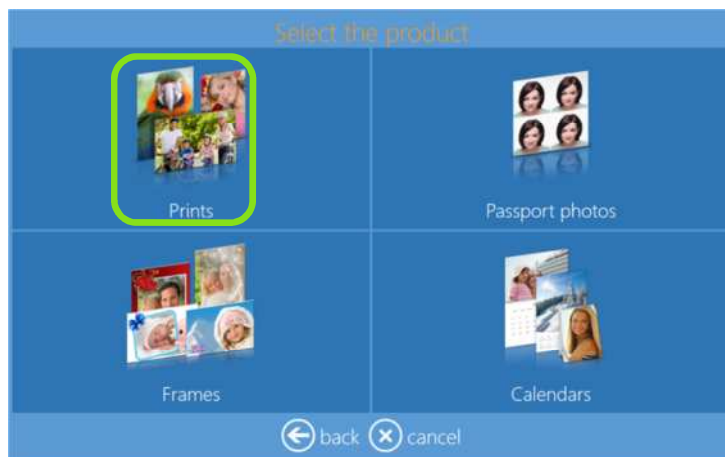 Select the product
Prints
Passport photos
Frames
Calendars
back cancel